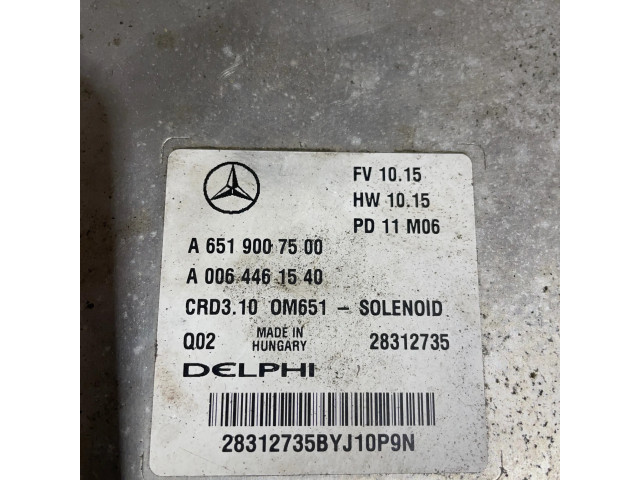 FV 10.15
HW 10.15
PD 11 M06
A 651 900 75 00
A 006 446 15 40
CRD3.10 OM651 - SOLENOID
Q02 MADE IN HUNGARY 28312735
DELPHI
28312735BYJ10P9N